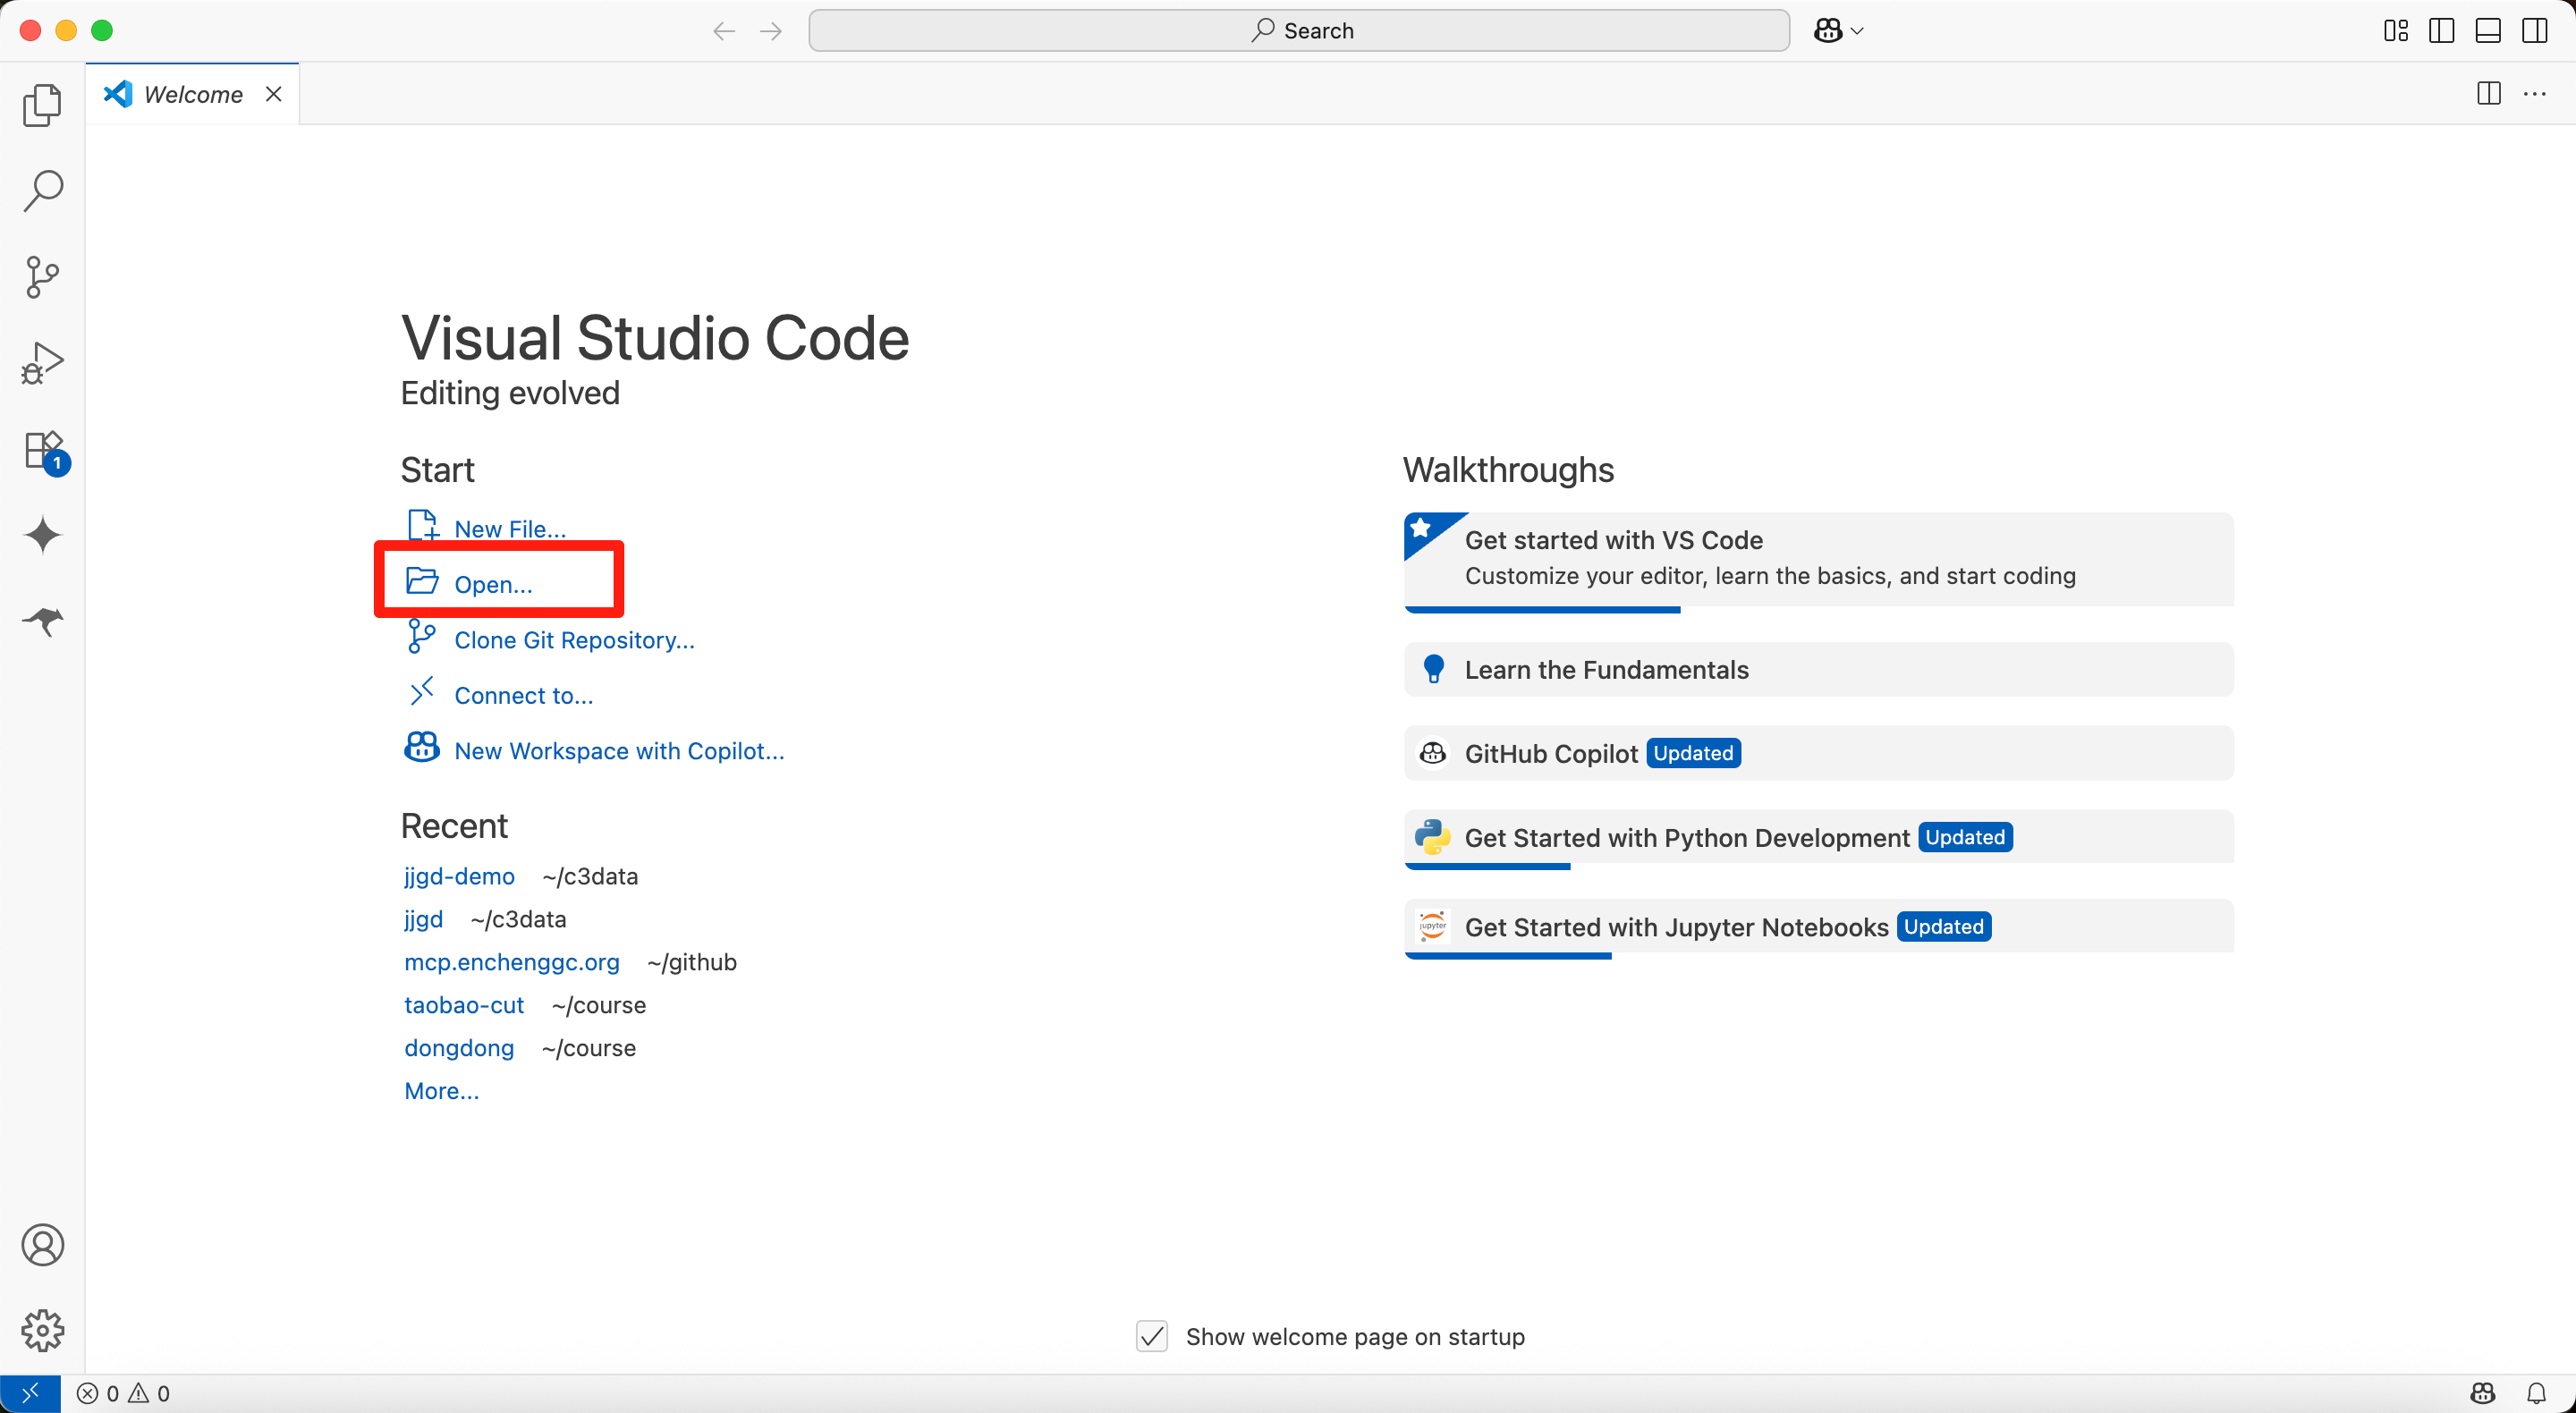 Search
Welcome
Visual Studio Code
Editing evolved
Start
New File...
Open...
Clone Git Repository...
Connect to...
New Workspace with Copilot...
Recent
jjgd-demo ~/c3data
jjgd ~/c3data
mcp.enchenggc.org ~/github
taobao-cut ~/course
dongdong ~/course
More...
Walkthroughs
Get started with VS Code
Customize your editor, learn the basics, and start coding
Learn the Fundamentals
GitHub Copilot Updated
Get Started with Python Development Updated
jupyter
Get Started with Jupyter Notebooks Updated
1
Show welcome page on startup
0 0